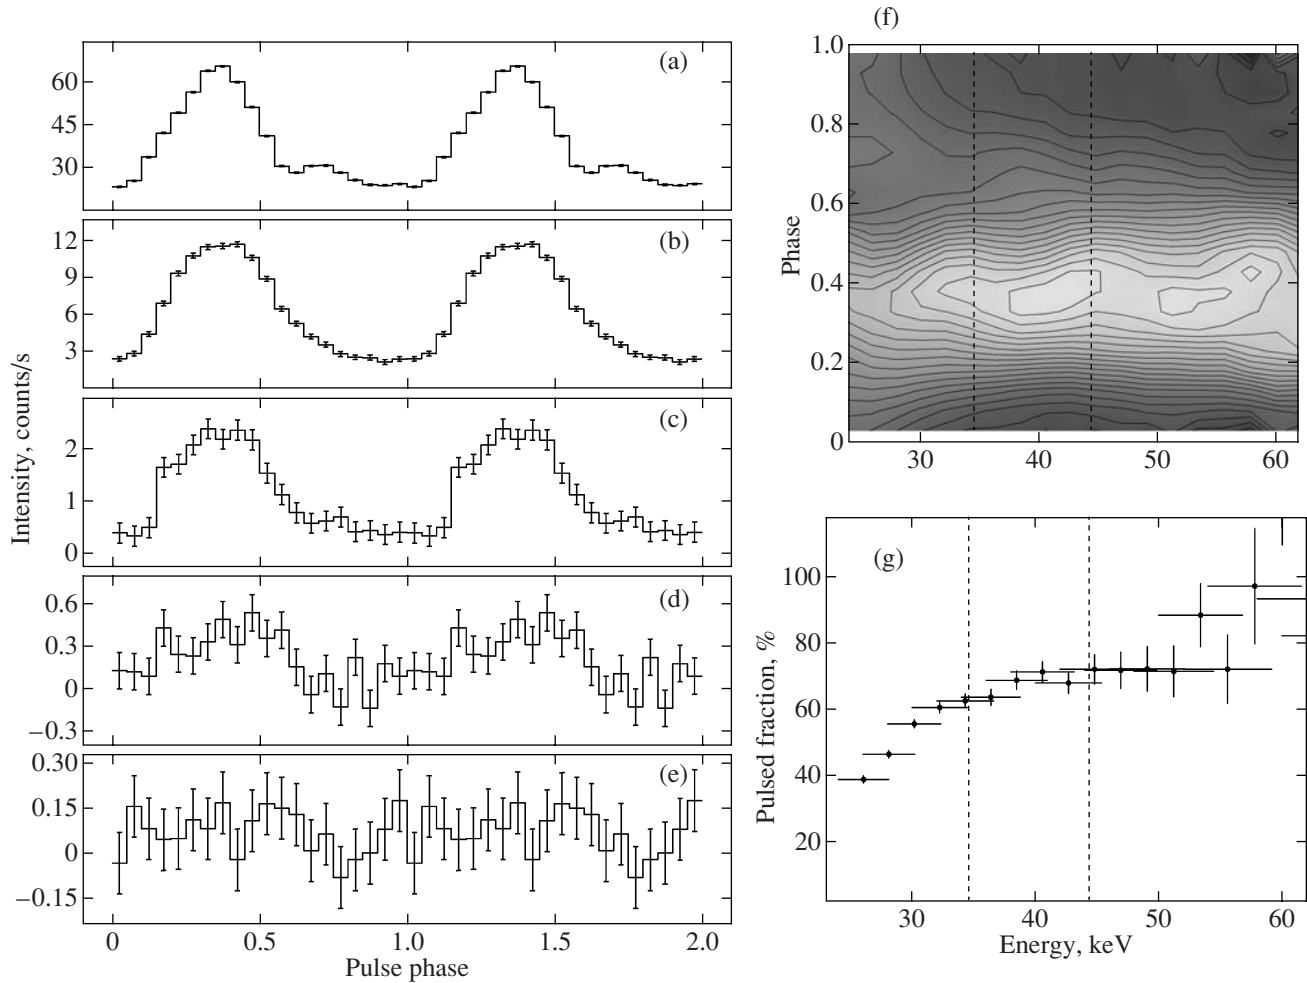 (a)
60
45
30
(b)
12
9
6
3
(c)
2
1
0
(d)
0.6
0.3
0
−0.3
(e)
0.30
0.15
0
−0.15
0 0.5 1.0 1.5 2.0
Pulse phase
Intensity, counts/s
(f)
1.0
0.8
0.6
0.4
0.2
0
Phase
30 40 50 60
(g)
100
80
60
40
20
Pulsed fraction, %
30 40 50 60
Energy, keV